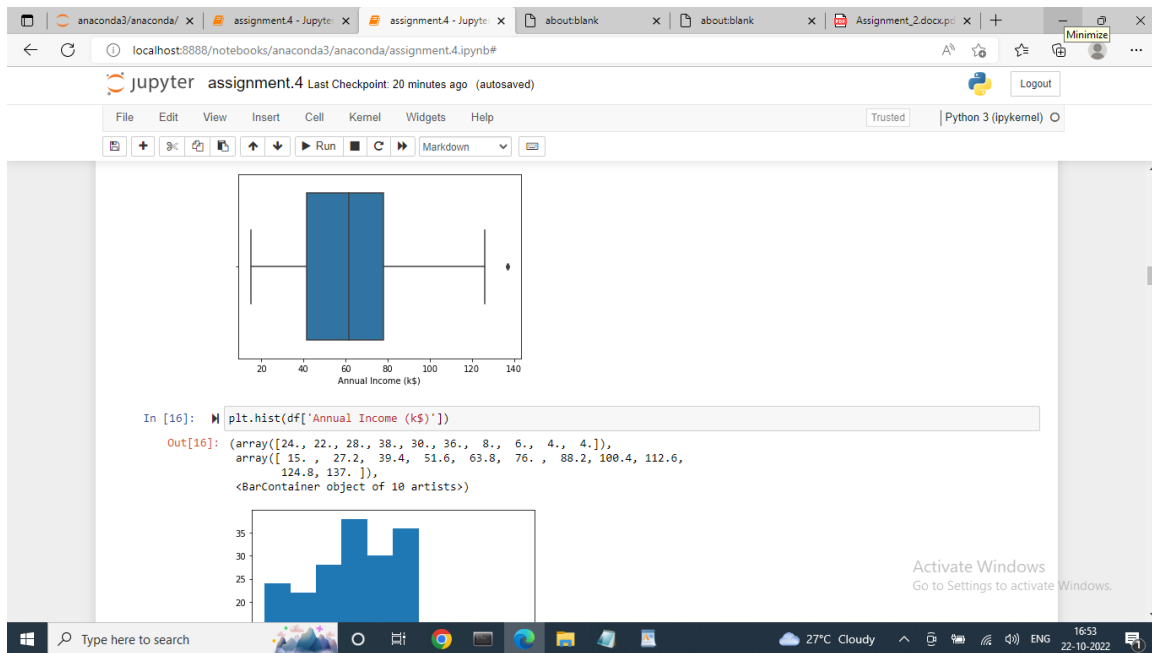 anaconda3/anaconda/
assignment.4 - Jupyte
assignment.4 - Jupyte
about:blank
about:blank
Assignment_2.docx.pd
Minimize
localhost:8888/notebooks/anaconda3/anaconda/assignment.4.ipynb#
jupyter assignment.4 Last Checkpoint: 20 minutes ago (autosaved)
Logout
File Edit View Insert Cell Kernel Widgets Help
Trusted
Python 3 (ipykernel)
Run
Markdown
20 40 60 80 100 120 140
Annual Income (k$)
In [16]: plt.hist(df['Annual Income (k$)'])
Out[16]: (array([24., 22., 28., 38., 30., 36., 8., 6., 4., 4.]),
array([ 15. , 27.2, 39.4, 51.6, 63.8, 76. , 88.2, 100.4, 112.6,
124.8, 137. ]),
<BarContainer object of 10 artists>)
35
30
25
20
Activate Windows
Go to Settings to activate Windows.
Type here to search
27°C Cloudy
ENG
16:53
22-10-2022
1